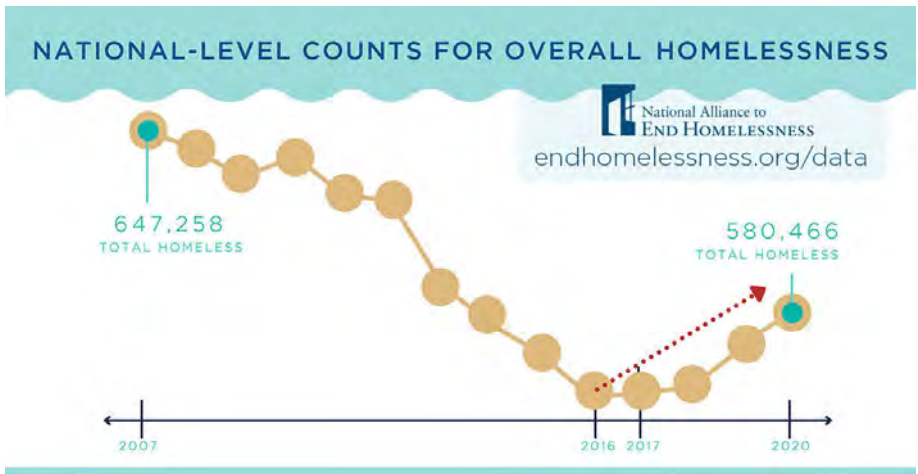 NATIONAL-LEVEL COUNTS FOR OVERALL HOMELESSNESS
National Alliance to
END HOMELESSNESS
endhomelessness.org/data
647,258
TOTAL HOMELESS
580,466
TOTAL HOMELESS
2007
2016
2017
2020